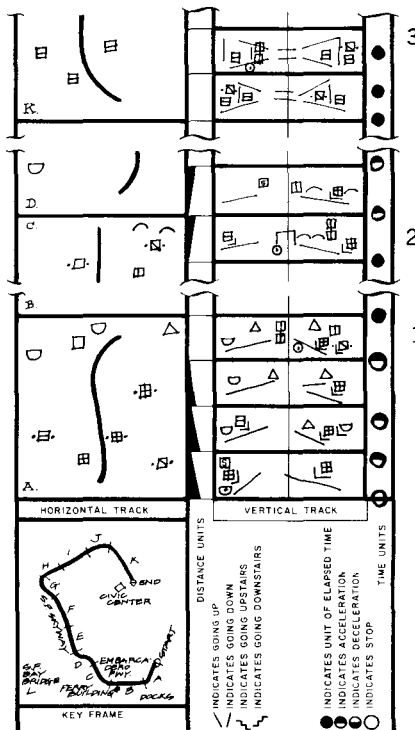 3
K.
D.
C.
2
B.
1
A.
HORIZONTAL TRACK
VERTICAL TRACK
DISTANCE UNITS
TIME UNITS
J
I
K
H
G
END
CIVIC
CENTER
F
E
S.F.
BAY
BRIDGE
L
D
EMBARCA-
DERO
FWY.
START
C
FERRY
BUILDING
B
A
DOCKS
KEY FRAME
INDICATES GOING UP
INDICATES GOING DOWN
INDICATES GOING UPSTAIRS
INDICATES GOING DOWNSTAIRS
INDICATES UNIT OF ELAPSED TIME
INDICATES ACCELERATION
INDICATES DECELERATION
INDICATES STOP